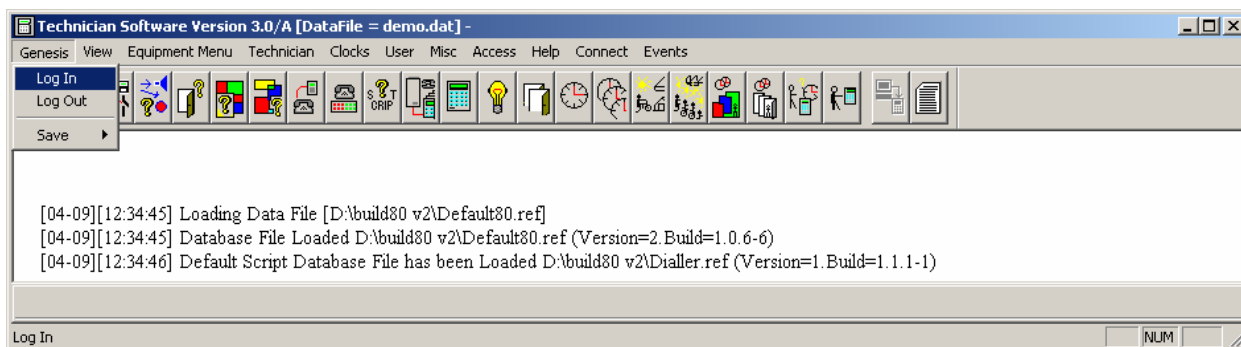 Technician Software Version 3.0/A [DataFile = demo.dat] -
Genesis View Equipment Menu Technician Clocks User Misc Access Help Connect Events
Log In
Log Out
Save
S ? T
CRIP
[04-09][12:34:45] Loading Data File [D:\build80 v2\Default80.ref]
[04-09][12:34:45] Database File Loaded D:\build80 v2\Default80.ref (Version=2.Build=1.0.6-6)
[04-09][12:34:46] Default Script Database File has been Loaded D:\build80 v2\Dialler.ref (Version=1.Build=1.1.1-1)
Log In NUM